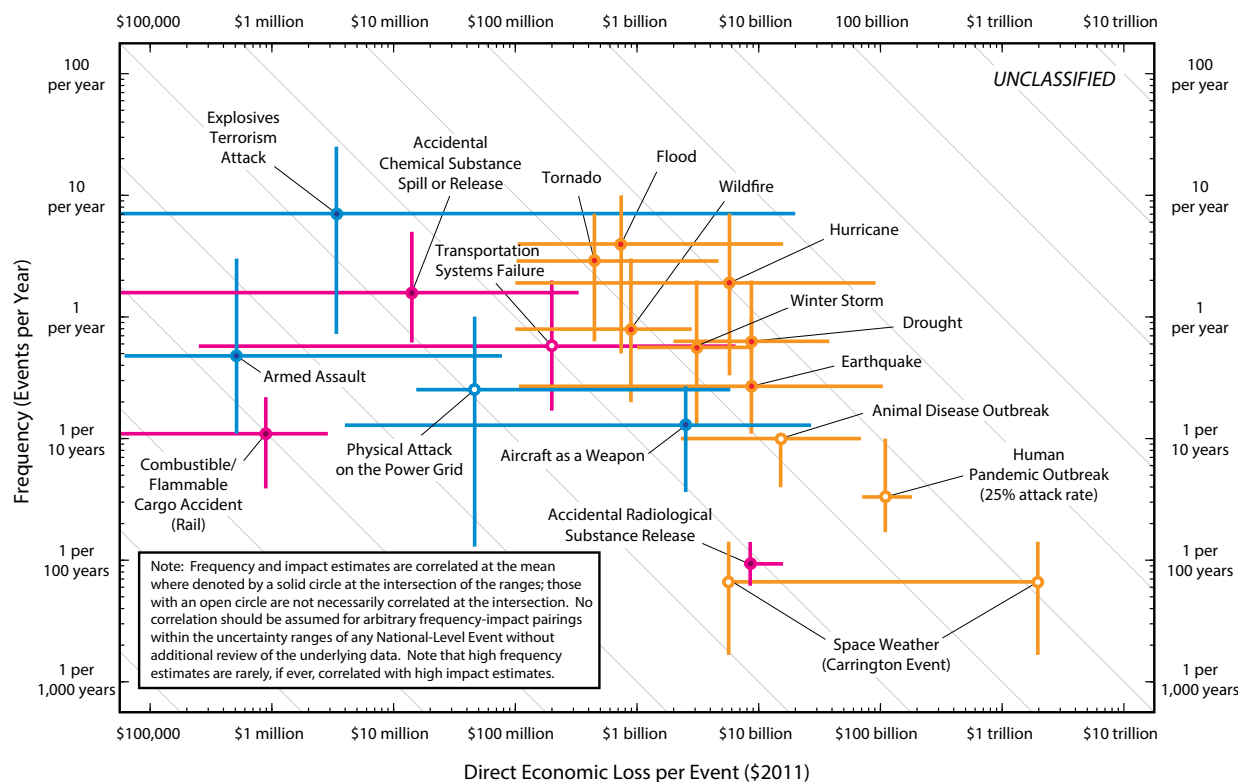 $100,000 $1 million $10 million $100 million $1 billion $10 billion $100 billion $1 trillion $10 trillion
UNCLASSIFIED
100
per year
10
per year
1
per year
1 per
10 years
1 per
100 years
1 per
1,000 years
Frequency (Events per Year)
Explosives
Terrorism
Attack
Accidental
Chemical Substance
Spill or Release
Tornado
Flood
Wildfire
Hurricane
Transportation
Systems Failure
Winter Storm
Drought
Earthquake
Armed Assault
Animal Disease Outbreak
Combustible/
Flammable
Cargo Accident
(Rail)
Physical Attack
on the Power Grid
Aircraft as a Weapon
Human
Pandemic Outbreak
(25% attack rate)
Accidental Radiological
Substance Release
Space Weather
(Carrington Event)
Note: Frequency and impact estimates are correlated at the mean
where denoted by a solid circle at the intersection of the ranges; those
with an open circle are not necessarily correlated at the intersection. No
correlation should be assumed for arbitrary frequency-impact pairings
within the uncertainty ranges of any National-Level Event without
additional review of the underlying data. Note that high frequency
estimates are rarely, if ever, correlated with high impact estimates.
100
per year
10
per year
1
per year
1 per
10 years
1 per
100 years
1 per
1,000 years
$100,000 $1 million $10 million $100 million $1 billion $10 billion $100 billion $1 trillion $10 trillion
Direct Economic Loss per Event ($2011)